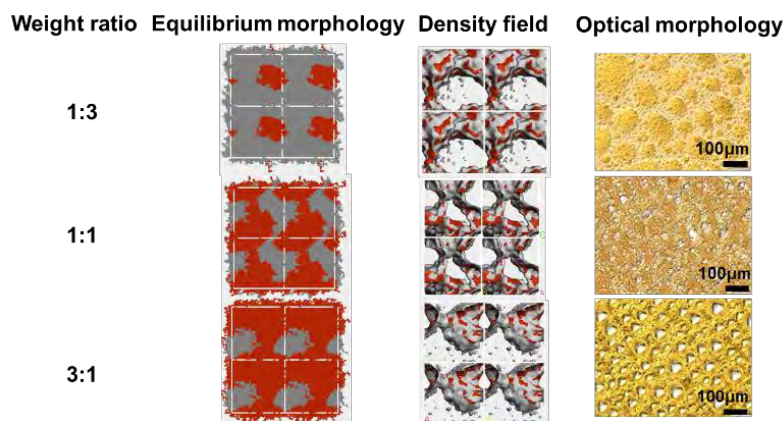 Weight ratio Equilibrium morphology Density field Optical morphology
1:3
100μm
1:1
100μm
3:1
100μm